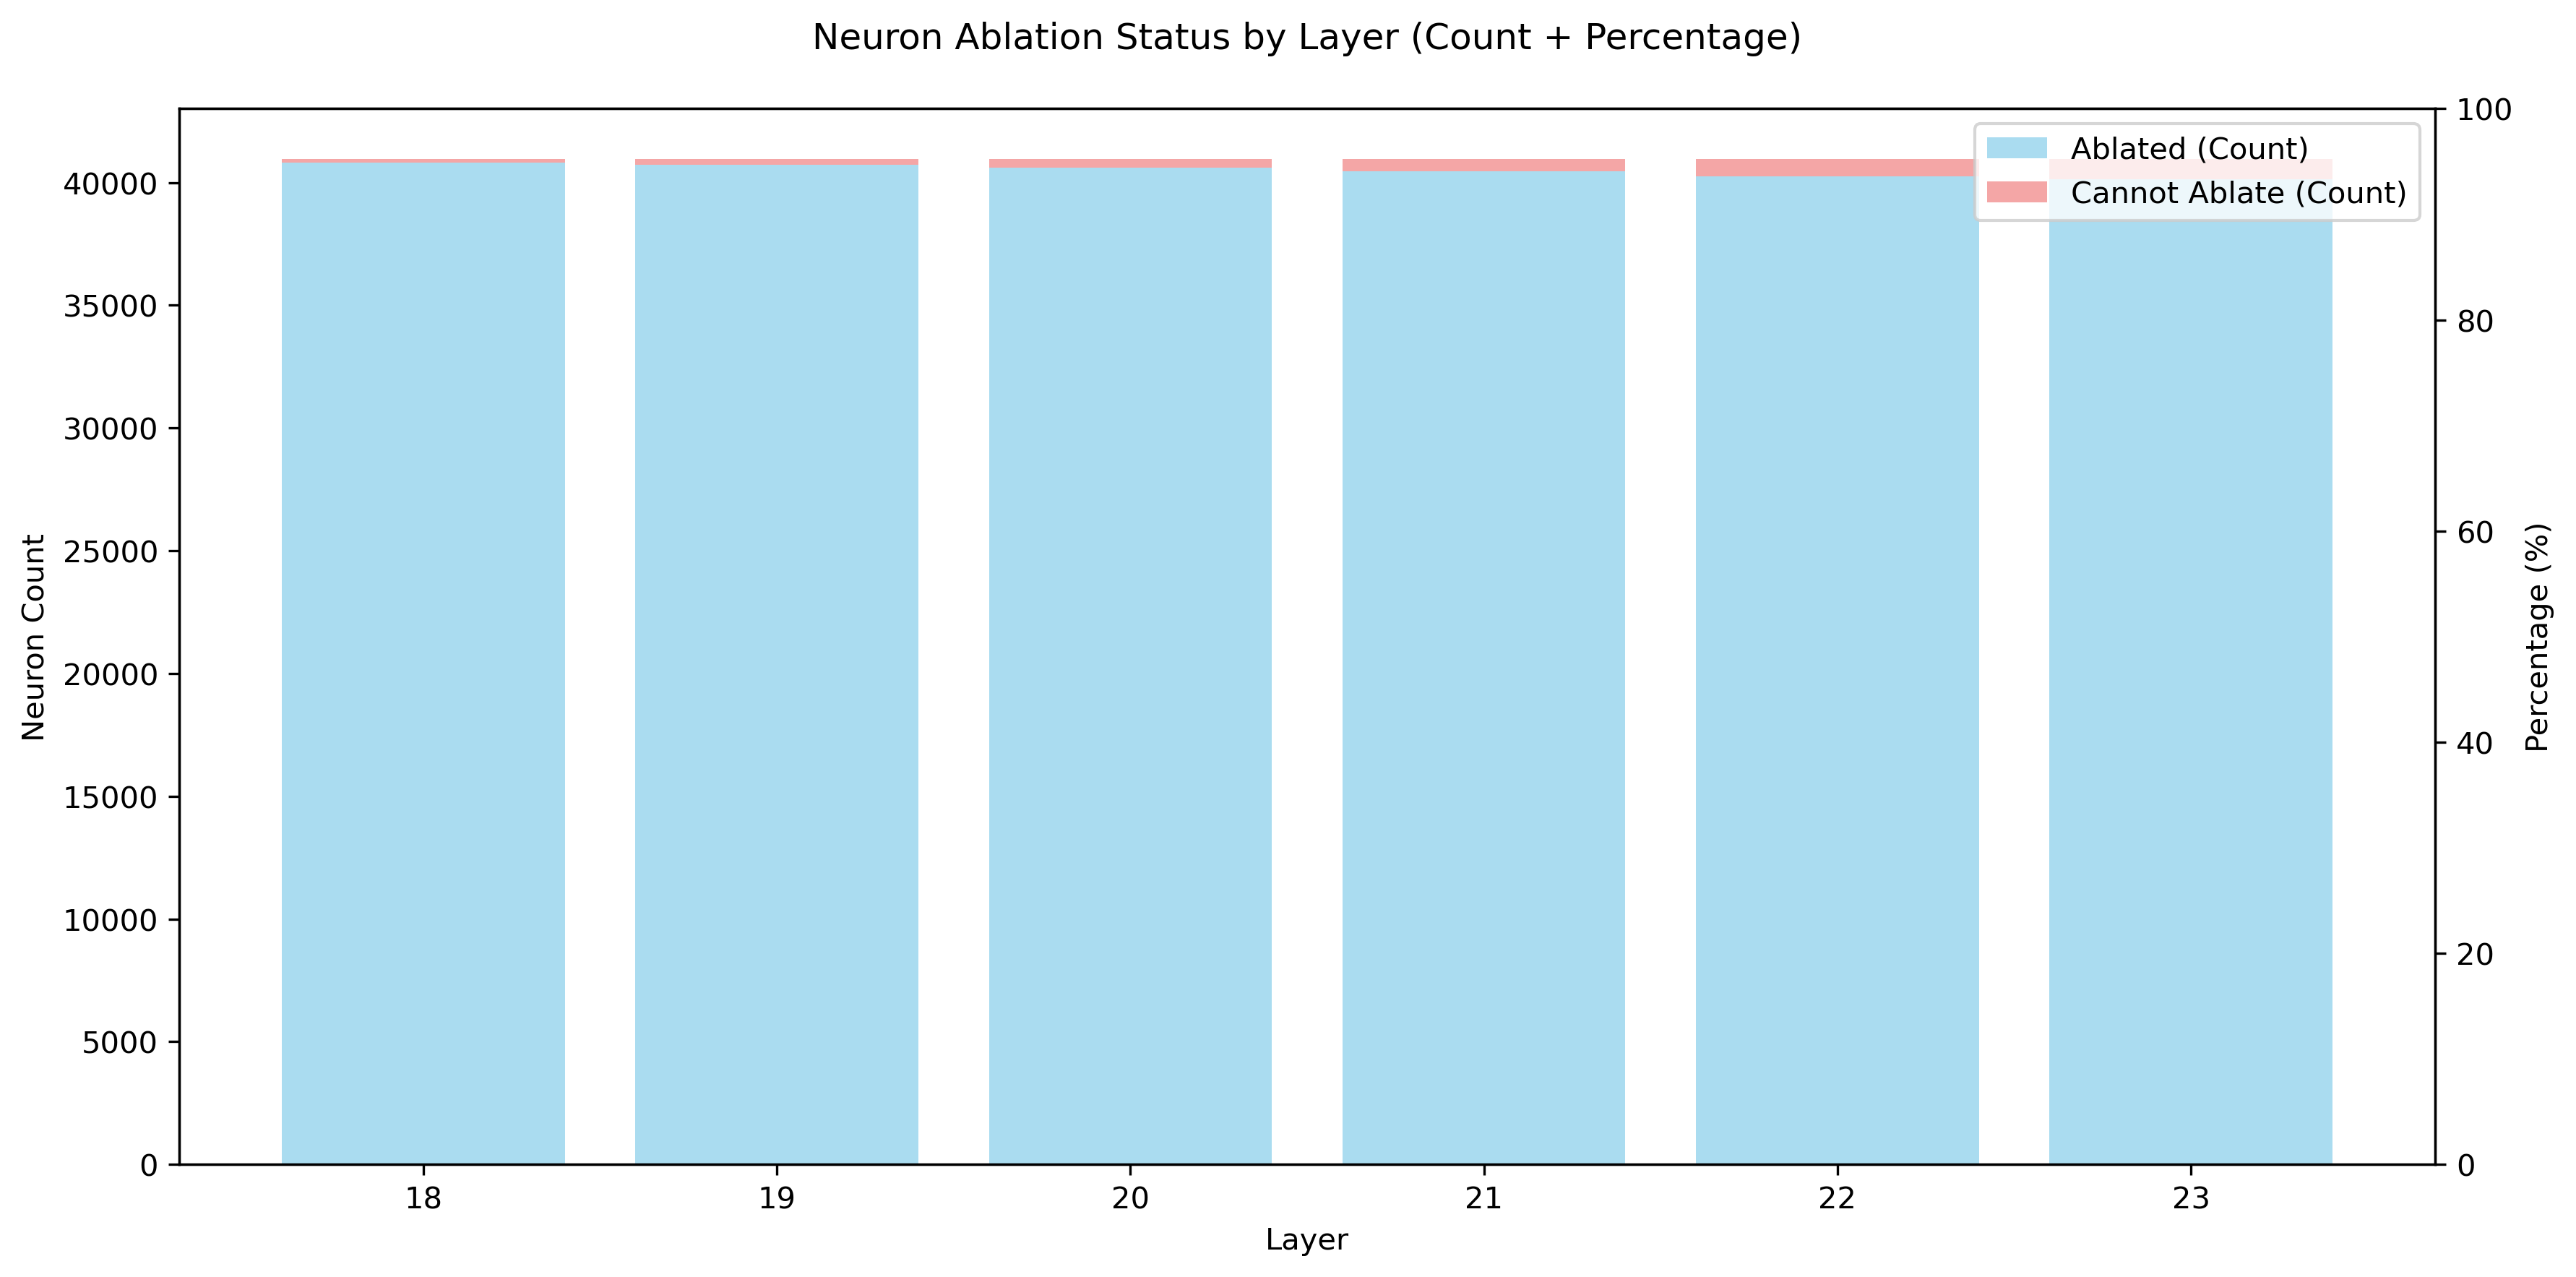 Neuron Ablation Status by Layer (Count + Percentage)
Ablated (Count)
Cannot Ablate (Count)
Neuron Count
40000
35000
30000
25000
20000
15000
10000
5000
0
100
80
60
40
20
0
Percentage (%)
18 19 20 21 22 23
Layer